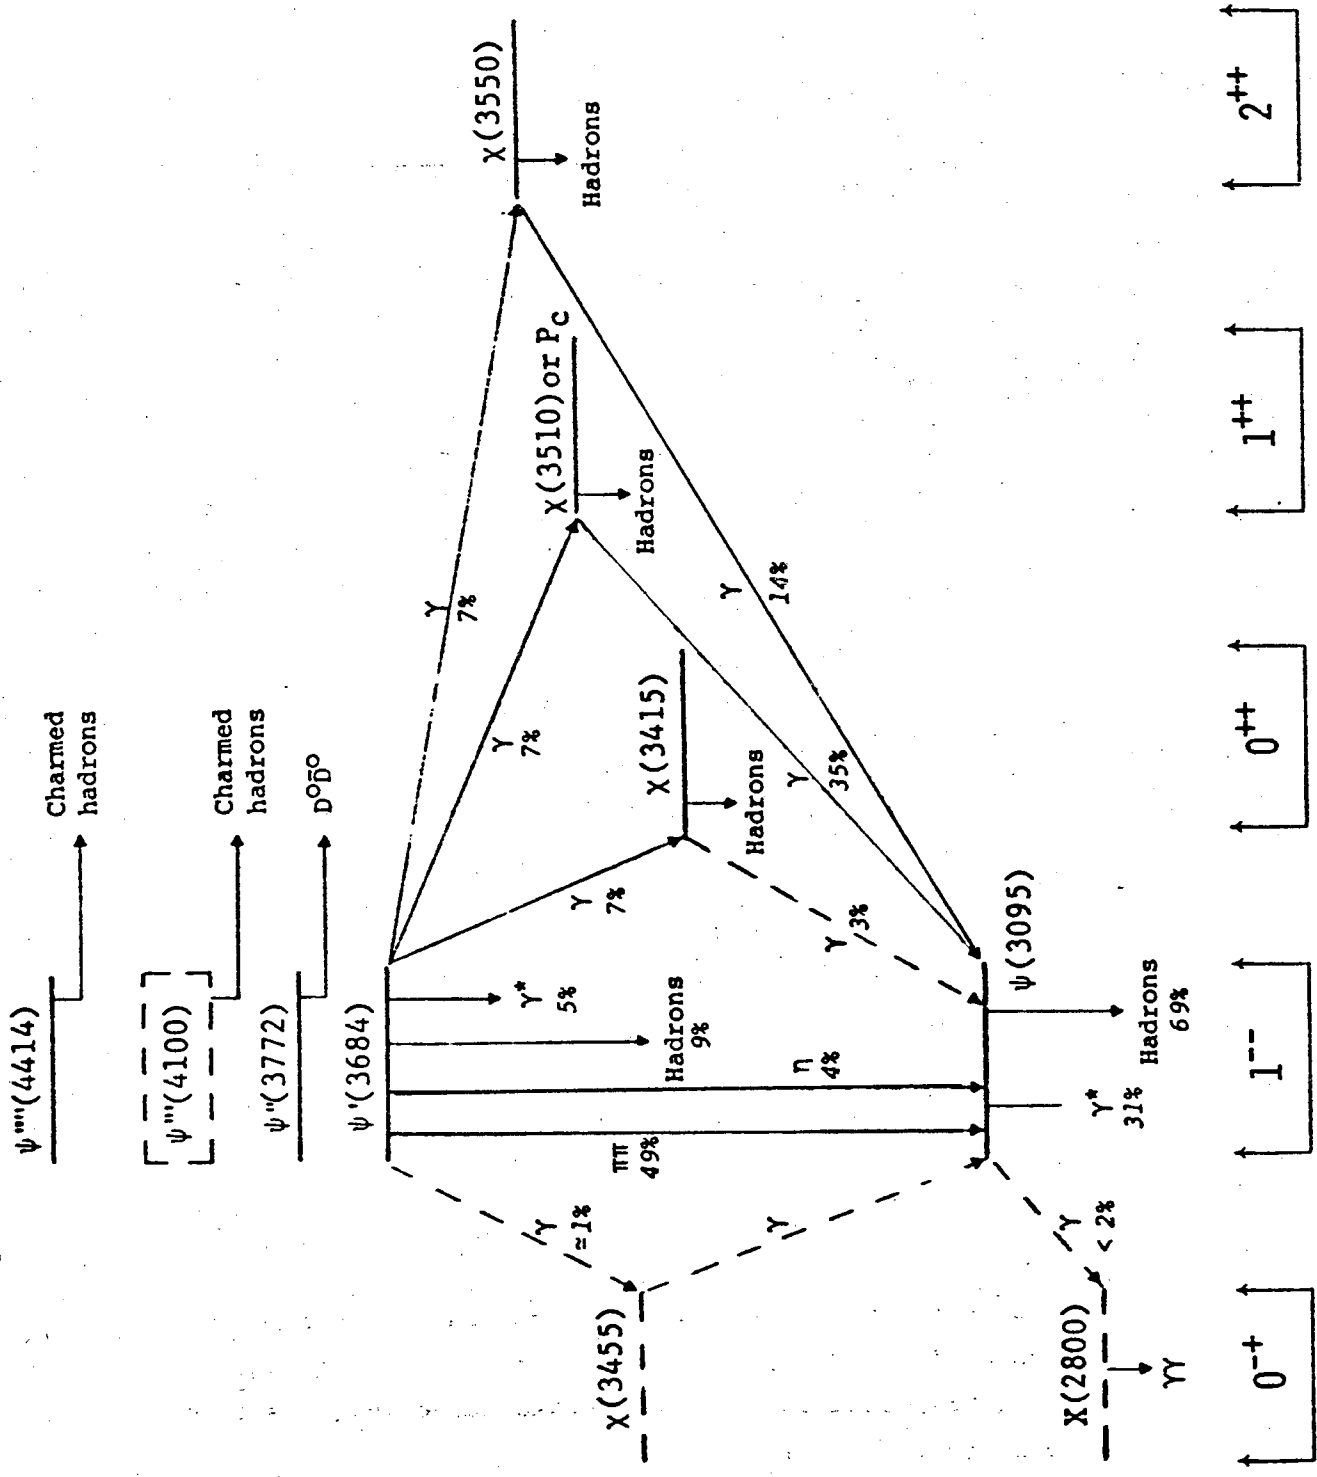 ψ""(4414)
Charmed
hadrons
ψ"'(4100)
Charmed
hadrons
ψ"(3772)
D⁰D̄⁰
ψ'(3684)
χ(3550)
Hadrons
χ(3510) or P_C
Hadrons
χ(3415)
Hadrons
χ(3455)
γ
≃1%
ππ
49%
η
4%
Hadrons
9%
γ*
5%
γ
7%
γ
7%
γ
7%
γ
γ
3%
γ
35%
γ
14%
ψ(3095)
X(2800)
γγ
γ
<2%
γ*
31%
Hadrons
69%
0⁻⁺
1⁻⁻
0⁺⁺
1⁺⁺
2⁺⁺